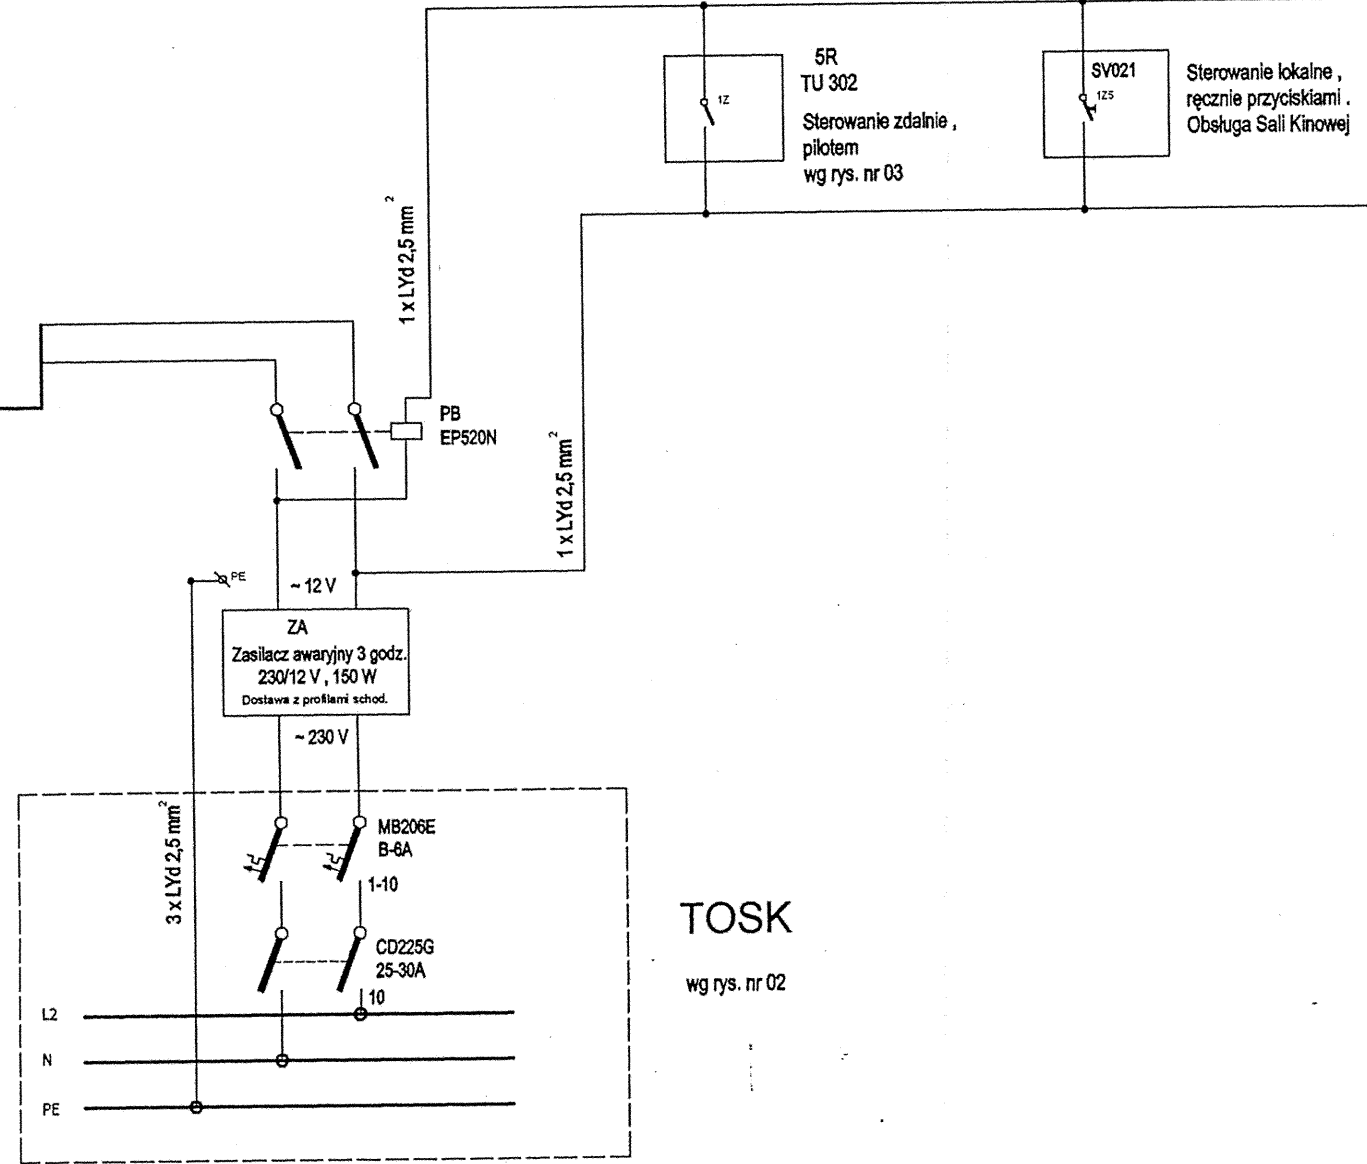 5R
TU 302
Sterowanie zdalnie ,
pilotem
wg rys. nr 03
1Z
SV021
1Z5
Sterowanie lokalne ,
ręcznie przyciskiami .
Obsługa Sali Kinowej
1 x LYd 2,5 mm²
PB
EP520N
1 x LYd 2,5 mm²
PE
~ 12 V
ZA
Zasilacz awaryjny 3 godz.
230/12 V , 150 W
Dostawa z profilami schod.
~ 230 V
3 x LYd 2,5 mm²
MB206E
B-6A
1-10
CD225G
25-30A
10
L2
N
PE
TOSK
wg rys. nr 02